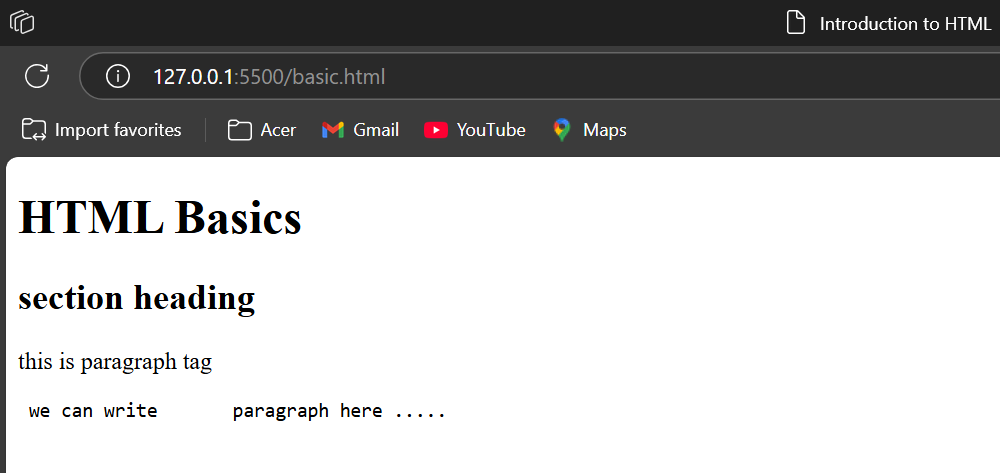 Introduction to HTML
127.0.0.1:5500/basic.html
Import favorites Acer Gmail YouTube Maps
HTML Basics
section heading
this is paragraph tag
we can write       paragraph here .....